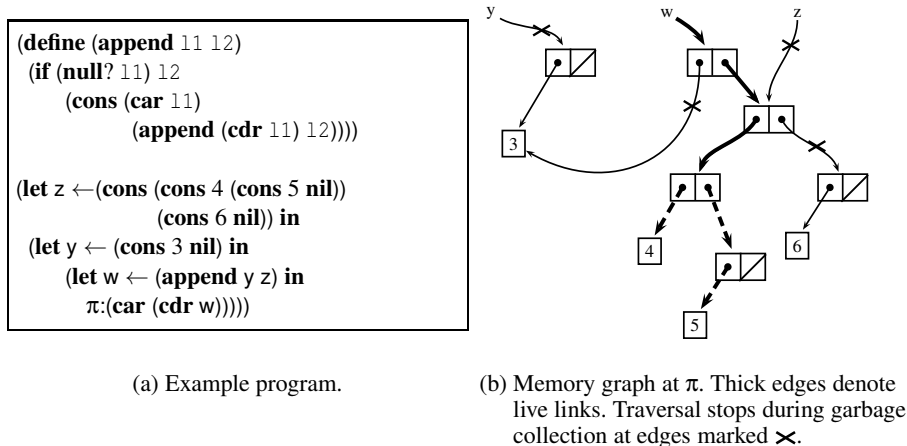 (define (append l1 l2)
(if (null? l1) l2
(cons (car l1)
(append (cdr l1) l2))))
(let z ←(cons (cons 4 (cons 5 nil))
(cons 6 nil)) in
(let y ← (cons 3 nil) in
(let w ← (append y z) in
π:(car (cdr w)))))
(a) Example program.
y
w
z
3
4
6
5
(b) Memory graph at π. Thick edges denote
live links. Traversal stops during garbage
collection at edges marked ×.